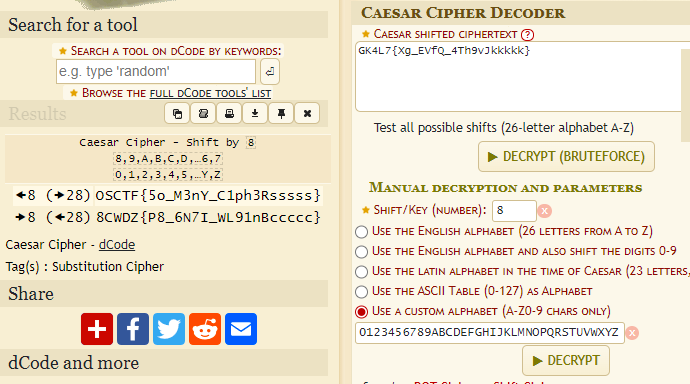 Search for a tool
★ Search a tool on dCode by keywords:
e.g. type 'random'
★ Browse the full dCode tools' list
Results
Caesar Cipher - Shift by 8
8,9,A,B,C,D,…6,7
0,1,2,3,4,5,…Y,Z
🠜8 (🠞28) OSCTF{5o_M3nY_C1ph3Rsssss}
🠞8 (🠜28) 8CWDZ{P8_6N7I_WL91nBccccc}
Caesar Cipher - dCode
Tag(s) : Substitution Cipher
Share
dCode and more
Caesar Cipher Decoder
★ Caesar shifted ciphertext ?
GK4L7{Xg_EVfQ_4Th9vJkkkkk}
Test all possible shifts (26-letter alphabet A-Z)
▶ DECRYPT (BRUTEFORCE)
Manual decryption and parameters
★ Shift/Key (number): 8 x
Use the English alphabet (26 letters from A to Z)
Use the English alphabet and also shift the digits 0-9
Use the latin alphabet in the time of Caesar (23 letters,
Use the ASCII Table (0-127) as Alphabet
Use a custom alphabet (A-Z0-9 chars only)
0123456789ABCDEFGHIJKLMNOPQRSTUVWXYZ x
▶ DECRYPT